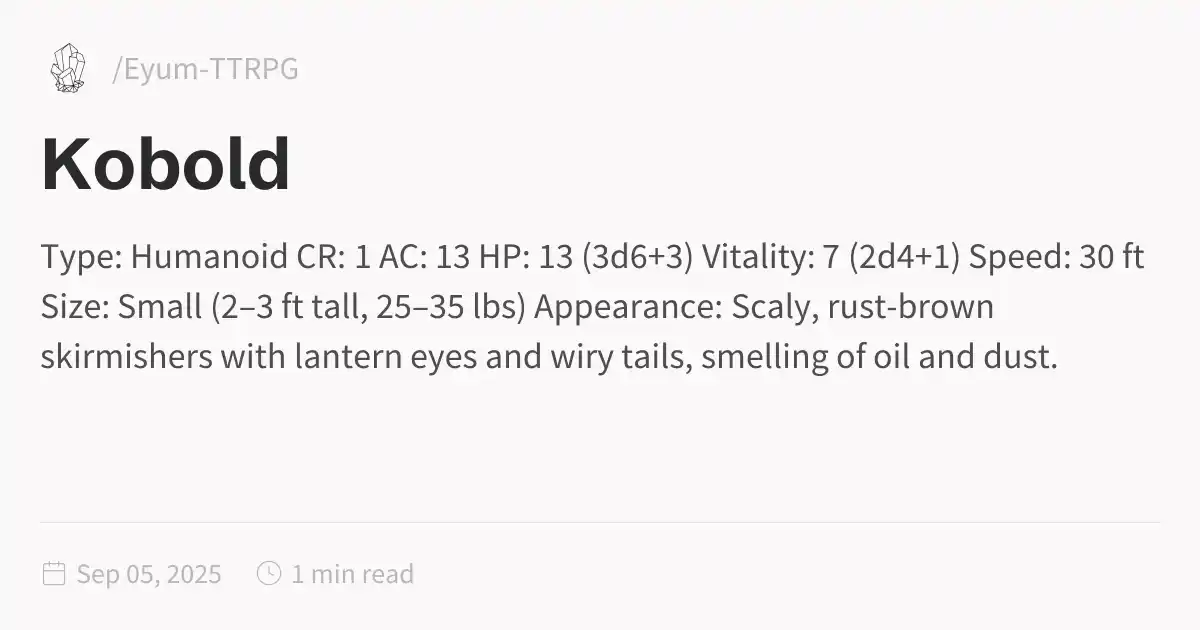 /Eyum-TTRPG
Kobold
Type: Humanoid CR: 1 AC: 13 HP: 13 (3d6+3) Vitality: 7 (2d4+1) Speed: 30 ft
Size: Small (2–3 ft tall, 25–35 lbs) Appearance: Scaly, rust-brown
skirmishers with lantern eyes and wiry tails, smelling of oil and dust.
Sep 05, 2025 1 min read